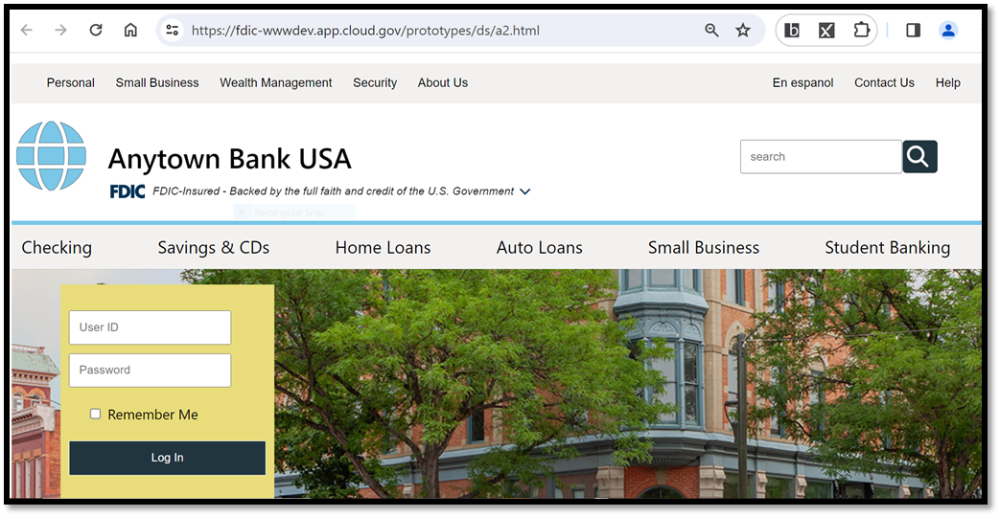 https://fdic-wwwdev.app.cloud.gov/prototypes/ds/a2.html
Personal Small Business Wealth Management Security About Us En espanol Contact Us Help
Anytown Bank USA
search
FDIC FDIC-Insured - Backed by the full faith and credit of the U.S. Government
Rectangular Snip
Checking Savings & CDs Home Loans Auto Loans Small Business Student Banking
User ID
Password
Remember Me
Log In